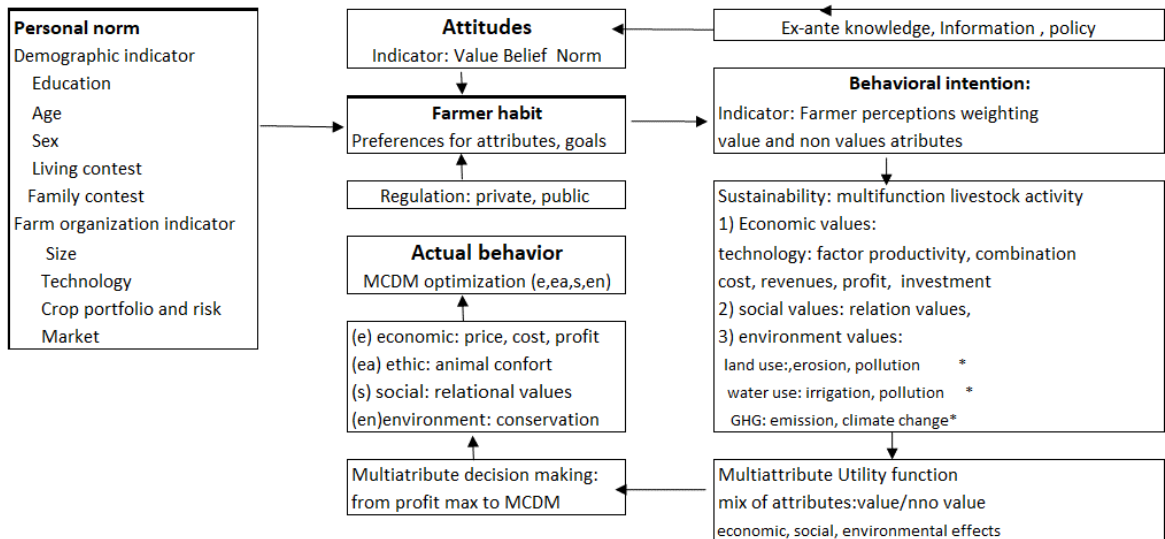 Personal norm
Demographic indicator
Education
Age
Sex
Living contest
Family contest
Farm organization indicator
Size
Technology
Crop portfolio and risk
Market
Attitudes
Indicator: Value Belief Norm
Ex-ante knowledge, Information , policy
Farmer habit
Preferences for attributes, goals
Regulation: private, public
Behavioral intention:
Indicator: Farmer perceptions weighting
value and non values atributes
Sustainability: multifunction livestock activity
1) Economic values:
technology: factor productivity, combination
cost, revenues, profit, investment
2) social values: relation values,
3) environment values:
land use:,erosion, pollution *
water use: irrigation, pollution *
GHG: emission, climate change*
Multiattribute Utility function
mix of attributes:value/nno value
economic, social, environmental effects
Multiatribute decision making:
from profit max to MCDM
(e) economic: price, cost, profit
(ea) ethic: animal confort
(s) social: relational values
(en)environment: conservation
Actual behavior
MCDM optimization (e,ea,s,en)